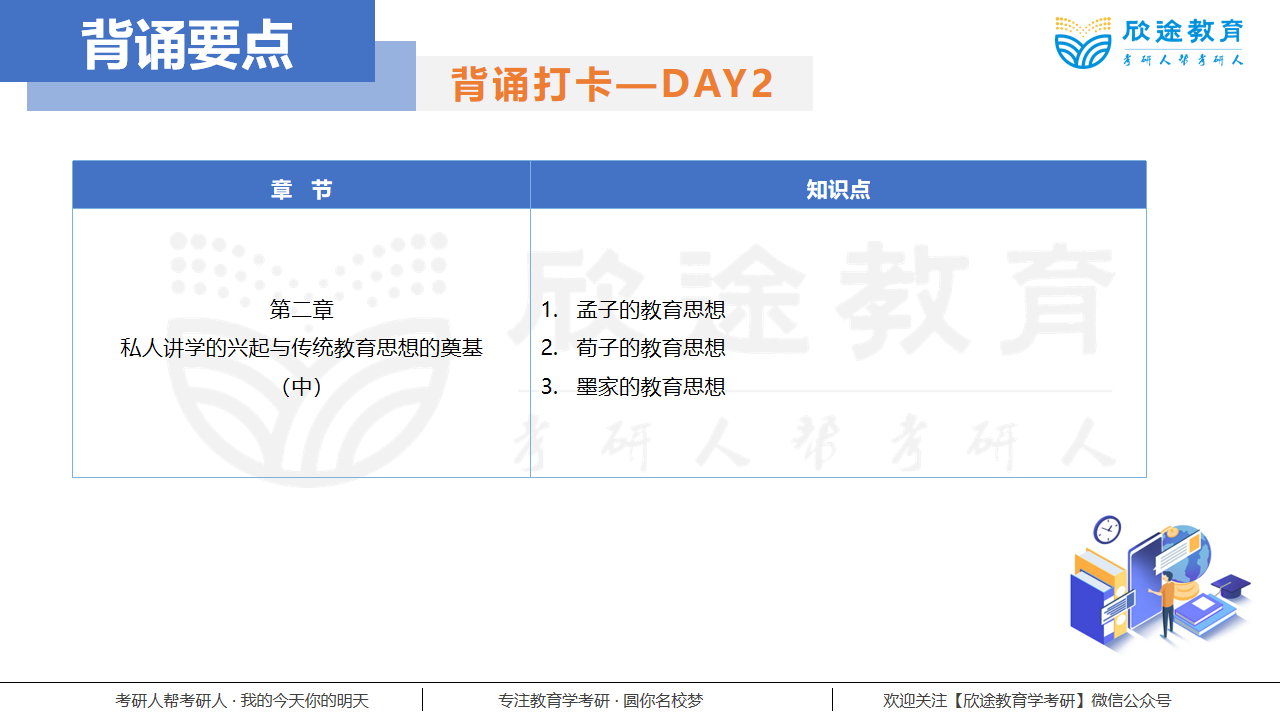 背诵要点
欣途教育
考研人帮考研人
背诵打卡—DAY2
章 节
知识点
第二章
私人讲学的兴起与传统教育思想的奠基
（中）
1. 孟子的教育思想
2. 荀子的教育思想
3. 墨家的教育思想
欣途教育
考研人帮考研人
考研人帮考研人 · 我的今天你的明天
专注教育学考研 · 圆你名校梦
欢迎关注【欣途教育学考研】微信公众号